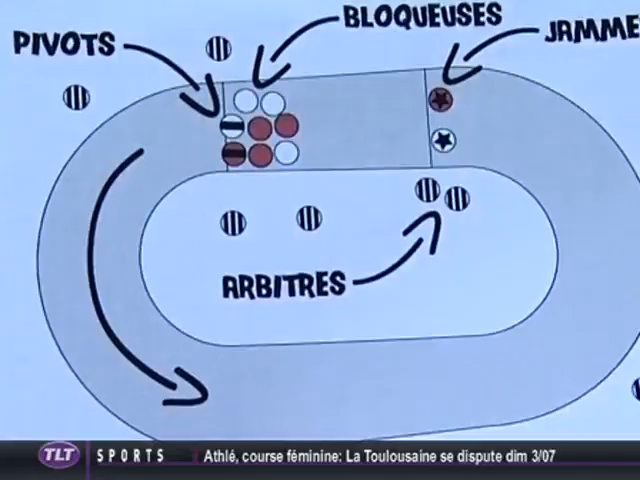 BLOQUEUSES
JAMME
PIVOTS
ARBITRES
TLT SPORTS Athlé, course féminine: La Toulousaine se dispute dim 3/07